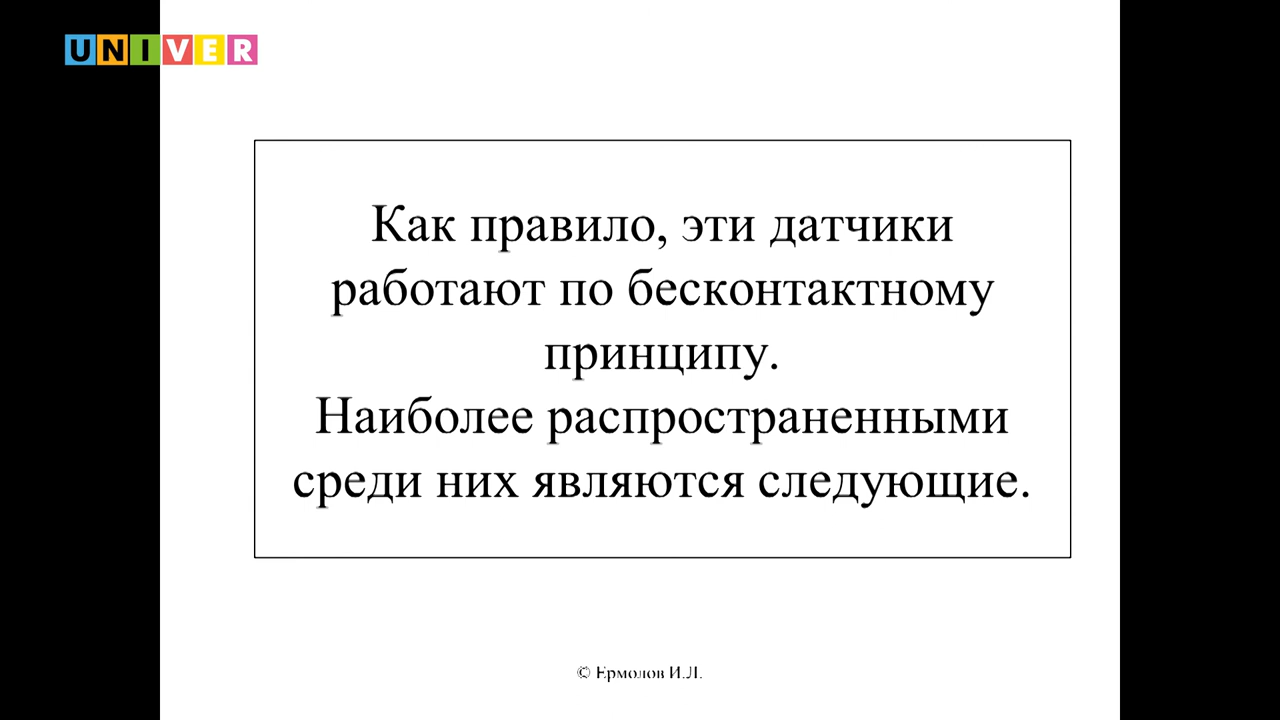 UNIVER
Как правило, эти датчики
работают по бесконтактному
принципу.
Наиболее распространенными
среди них являются следующие.
© Ермолов И.Л.